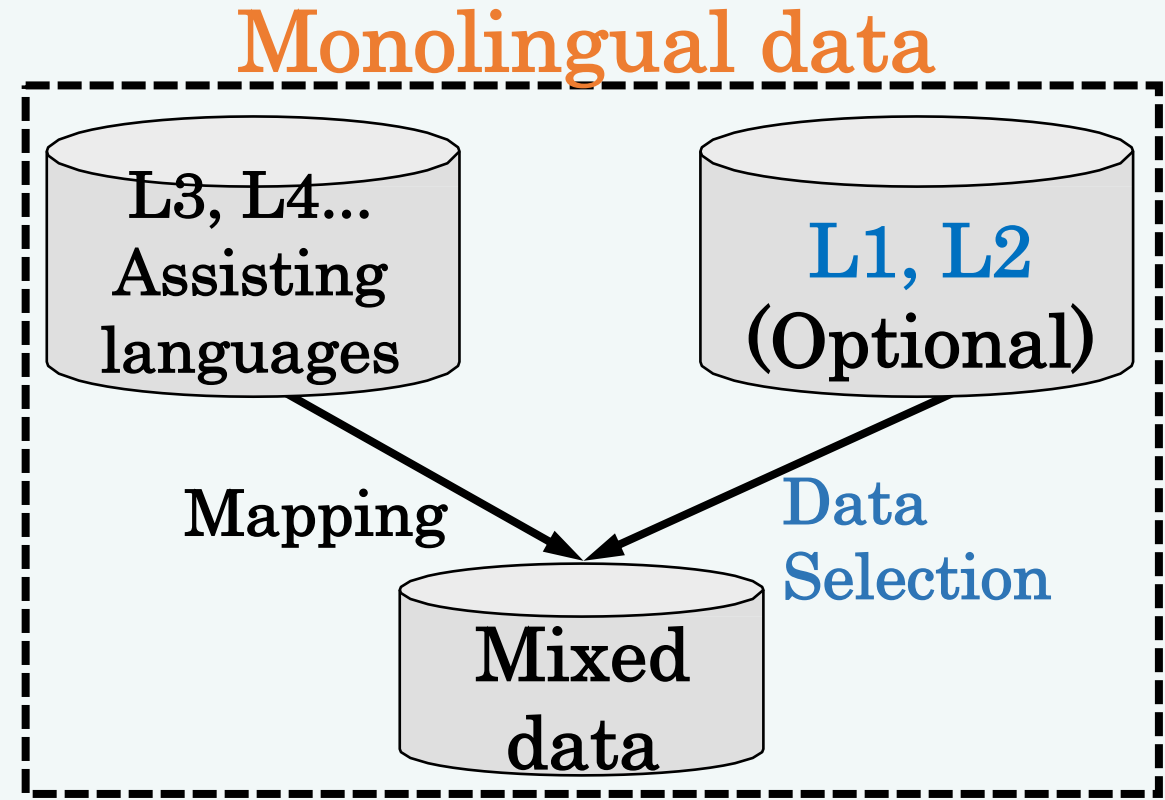 Monolingual data
L3, L4...
Assisting
languages
L1, L2
(Optional)
Mapping
Data
Selection
Mixed
data